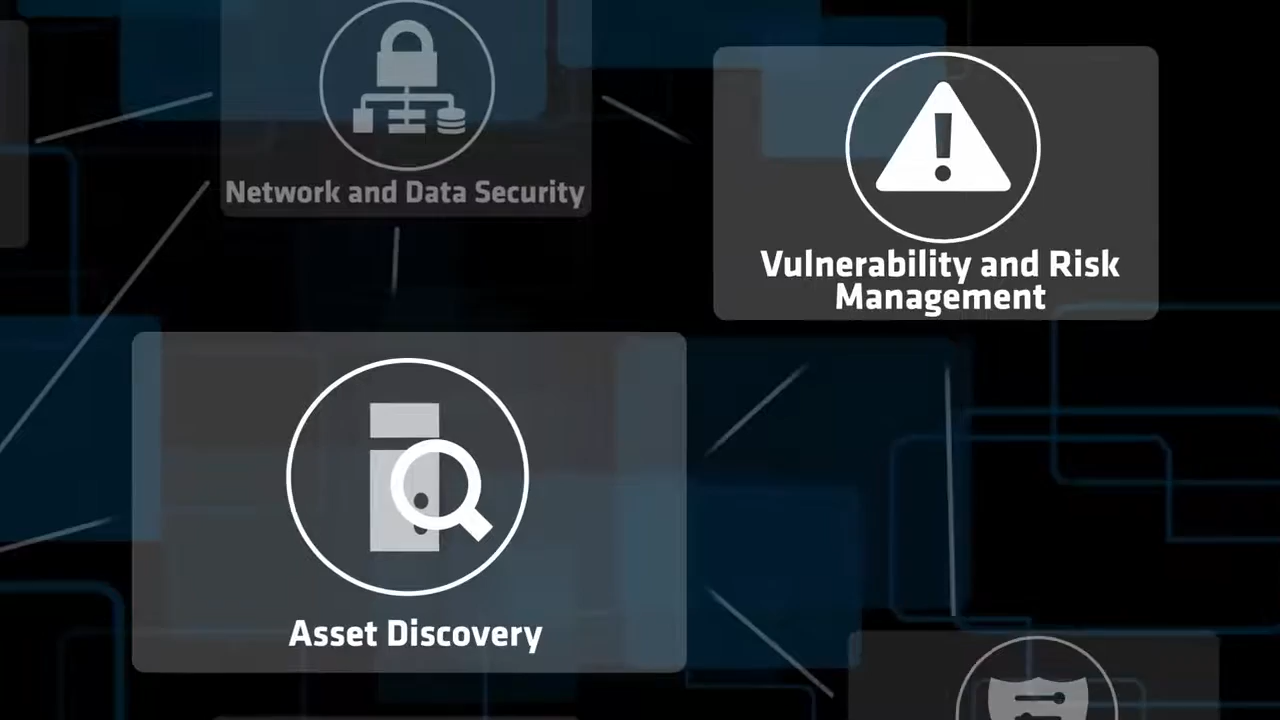 Network and Data Security
Vulnerability and Risk
Management
Asset Discovery